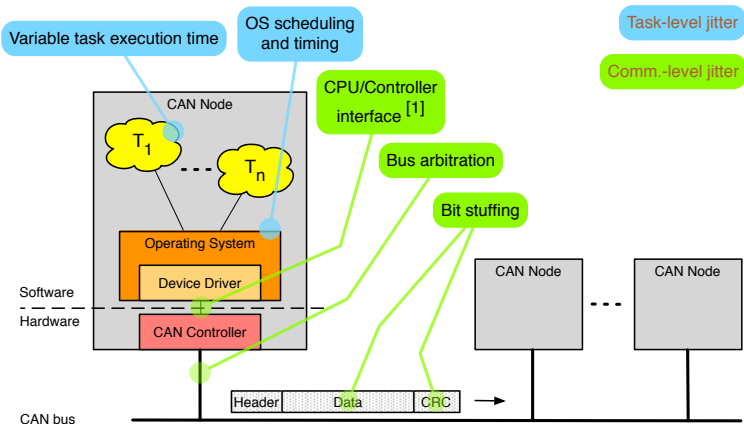 OS scheduling
and timing
Variable task execution time
Task-level jitter
Comm.-level jitter
CPU/Controller
interface [1]
CAN Node
T1
Tn
Bus arbitration
Bit stuffing
Operating System
Device Driver
CAN Node
CAN Node
Software
Hardware
CAN Controller
Header Data CRC
CAN bus